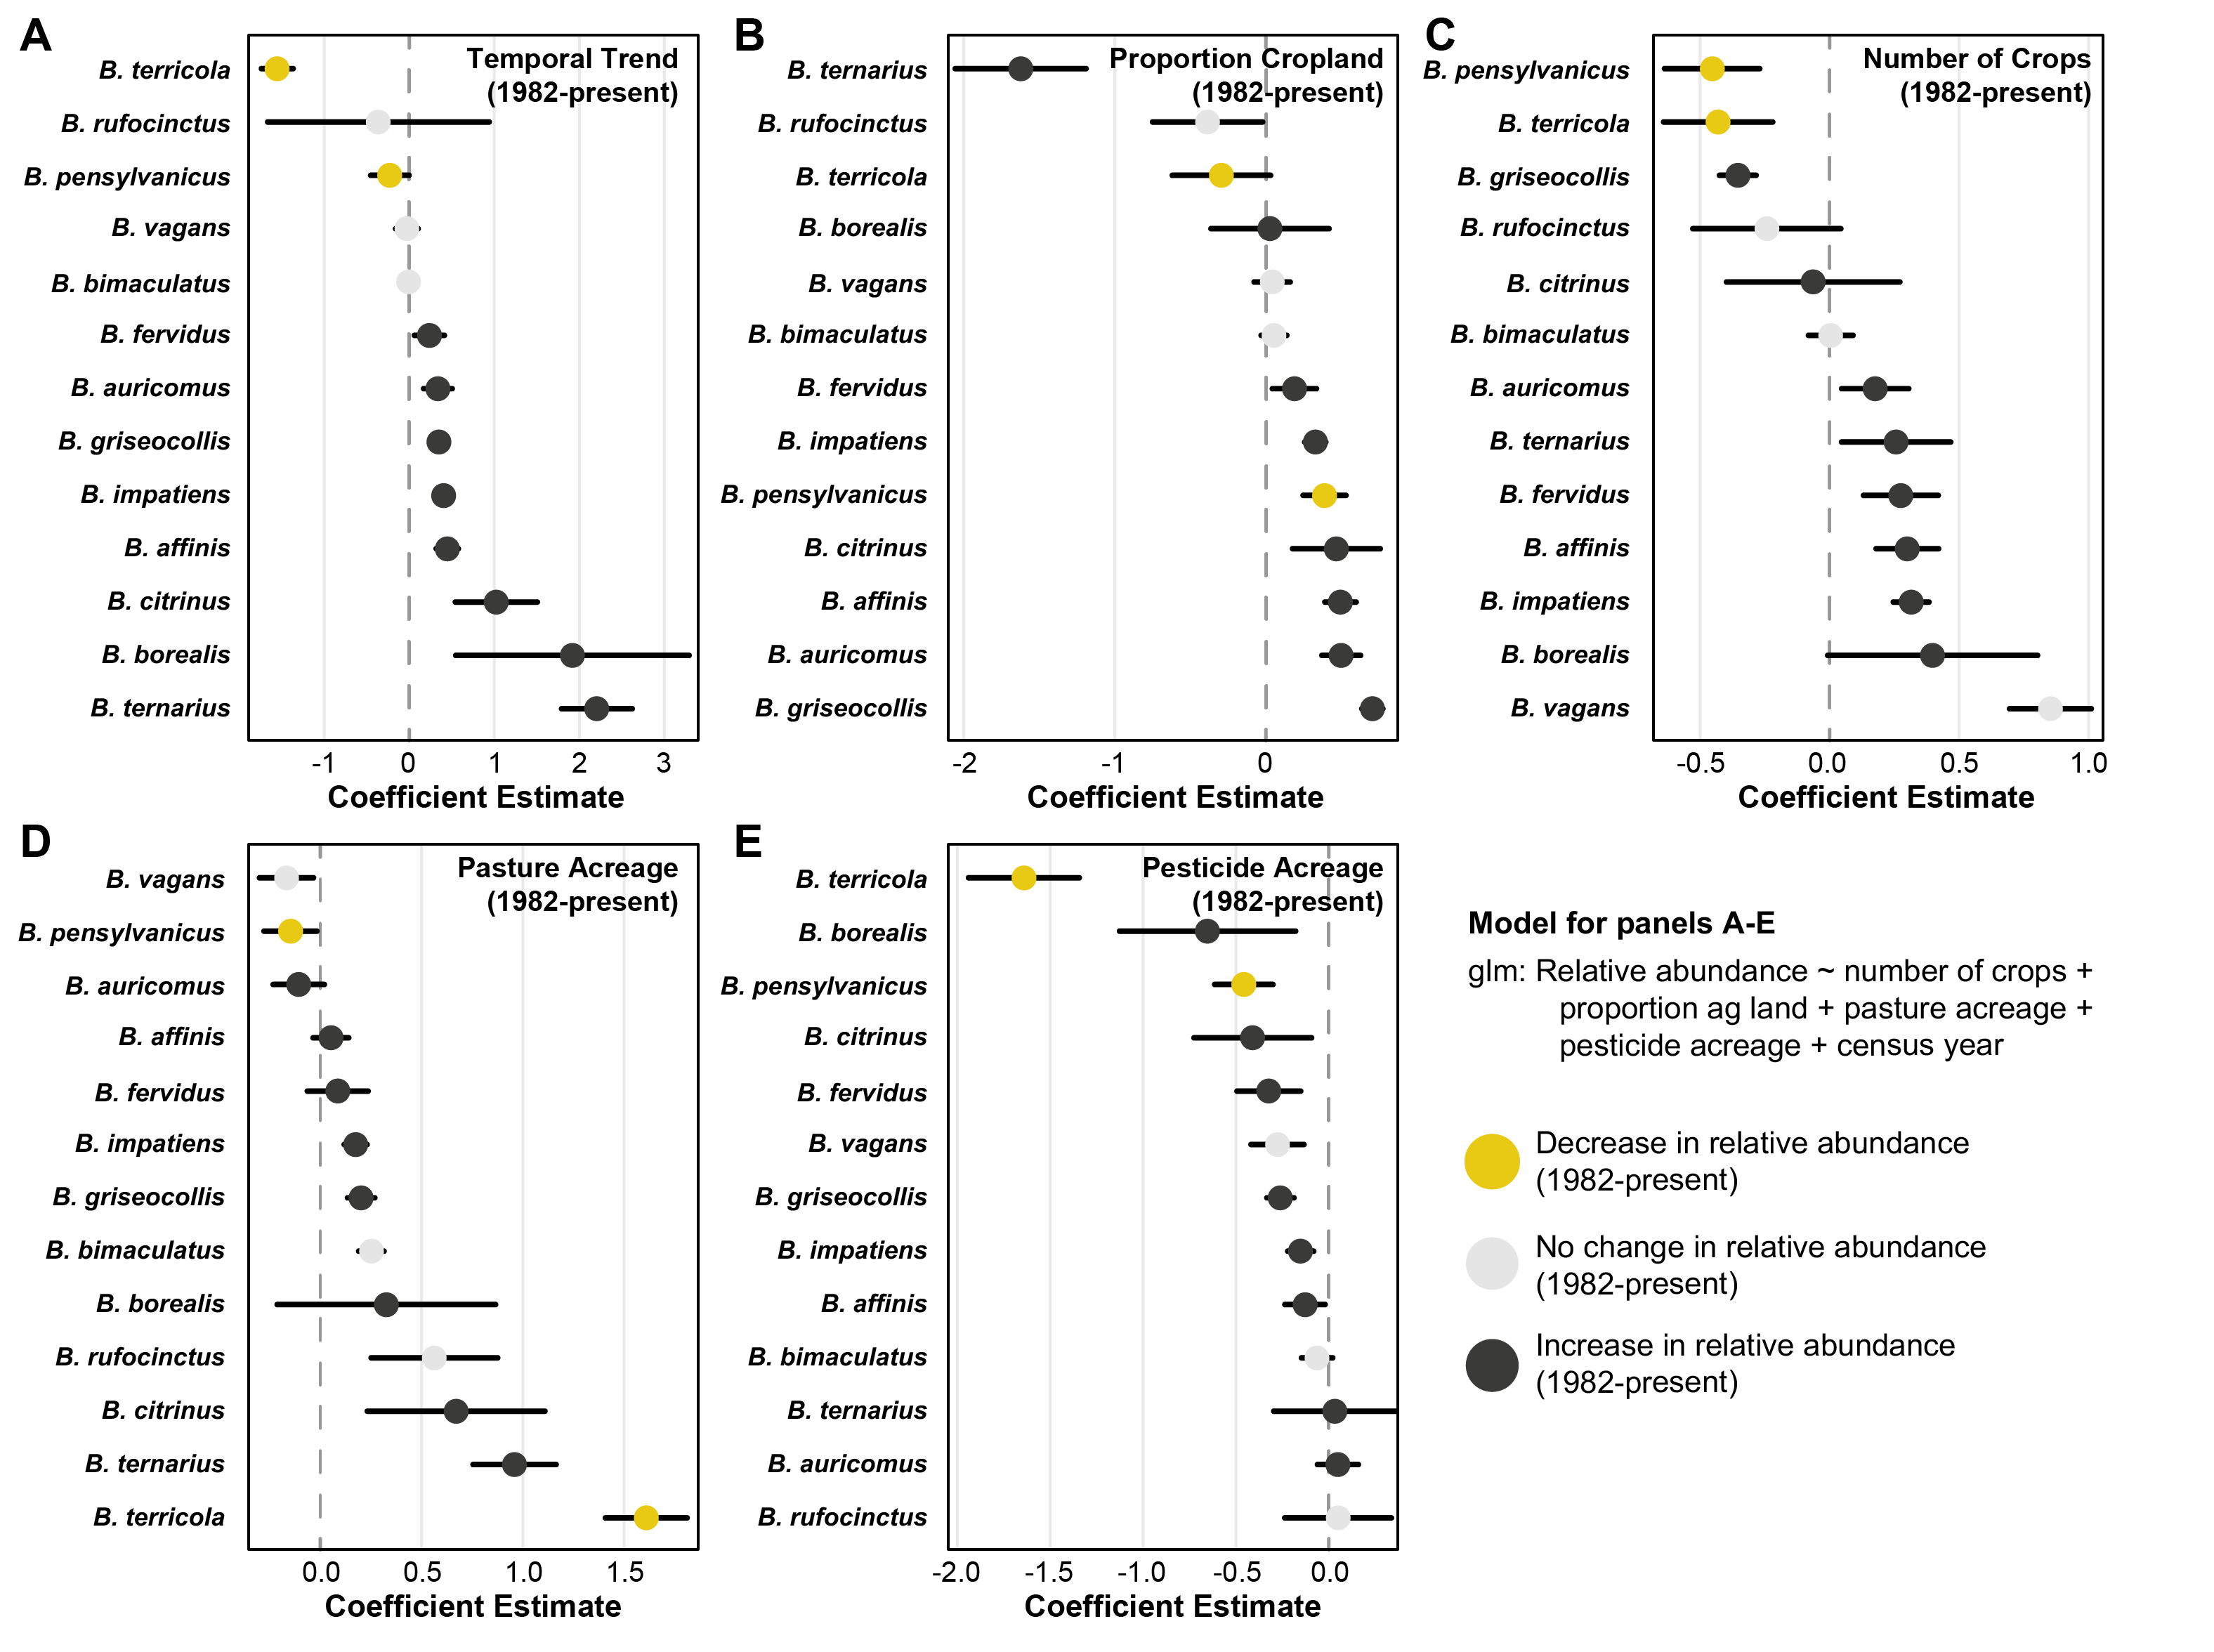 A
Temporal Trend
(1982-present)
B. terricola
B. rufocinctus
B. pensylvanicus
B. vagans
B. bimaculatus
B. fervidus
B. auricomus
B. griseocollis
B. impatiens
B. affinis
B. citrinus
B. borealis
B. ternarius
-1 0 1 2 3
Coefficient Estimate
B
Proportion Cropland
(1982-present)
B. ternarius
B. rufocinctus
B. terricola
B. borealis
B. vagans
B. bimaculatus
B. fervidus
B. impatiens
B. pensylvanicus
B. citrinus
B. affinis
B. auricomus
B. griseocollis
-2 -1 0
Coefficient Estimate
C
Number of Crops
(1982-present)
B. pensylvanicus
B. terricola
B. griseocollis
B. rufocinctus
B. citrinus
B. bimaculatus
B. auricomus
B. ternarius
B. fervidus
B. affinis
B. impatiens
B. borealis
B. vagans
-0.5 0.0 0.5 1.0
Coefficient Estimate
D
Pasture Acreage
(1982-present)
B. vagans
B. pensylvanicus
B. auricomus
B. affinis
B. fervidus
B. impatiens
B. griseocollis
B. bimaculatus
B. borealis
B. rufocinctus
B. citrinus
B. ternarius
B. terricola
0.0 0.5 1.0 1.5
Coefficient Estimate
E
Pesticide Acreage
(1982-present)
B. terricola
B. borealis
B. pensylvanicus
B. citrinus
B. fervidus
B. vagans
B. griseocollis
B. impatiens
B. affinis
B. bimaculatus
B. ternarius
B. auricomus
B. rufocinctus
-2.0 -1.5 -1.0 -0.5 0.0
Coefficient Estimate
Model for panels A-E
glm: Relative abundance ~ number of crops +
proportion ag land + pasture acreage +
pesticide acreage + census year
Decrease in relative abundance
(1982-present)
No change in relative abundance
(1982-present)
Increase in relative abundance
(1982-present)